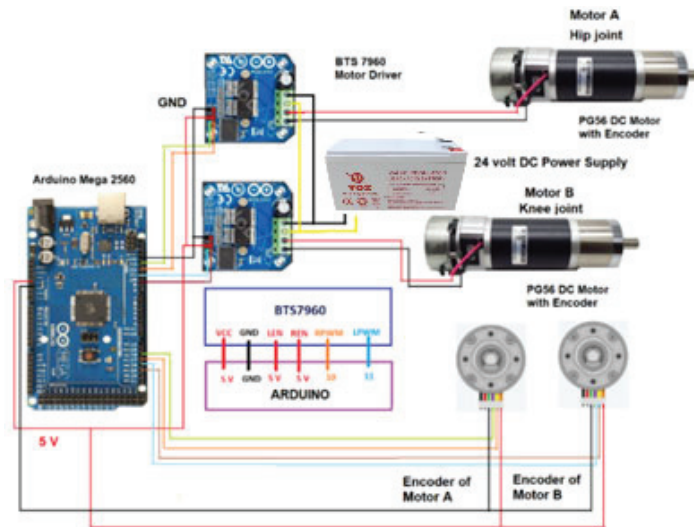 Motor A
Hip joint
BTS 7960
Motor Driver
GND
PG56 DC Motor
with Encoder
Arduino Mega 2560
24 volt DC Power Supply
Motor B
Knee joint
PG56 DC Motor
with Encoder
BTS7960
VCC GND LEN REN RPWM LPWM
5 V GND 5 V 5 V 10 11
ARDUINO
5 V
Encoder of
Motor A
Encoder of
Motor B